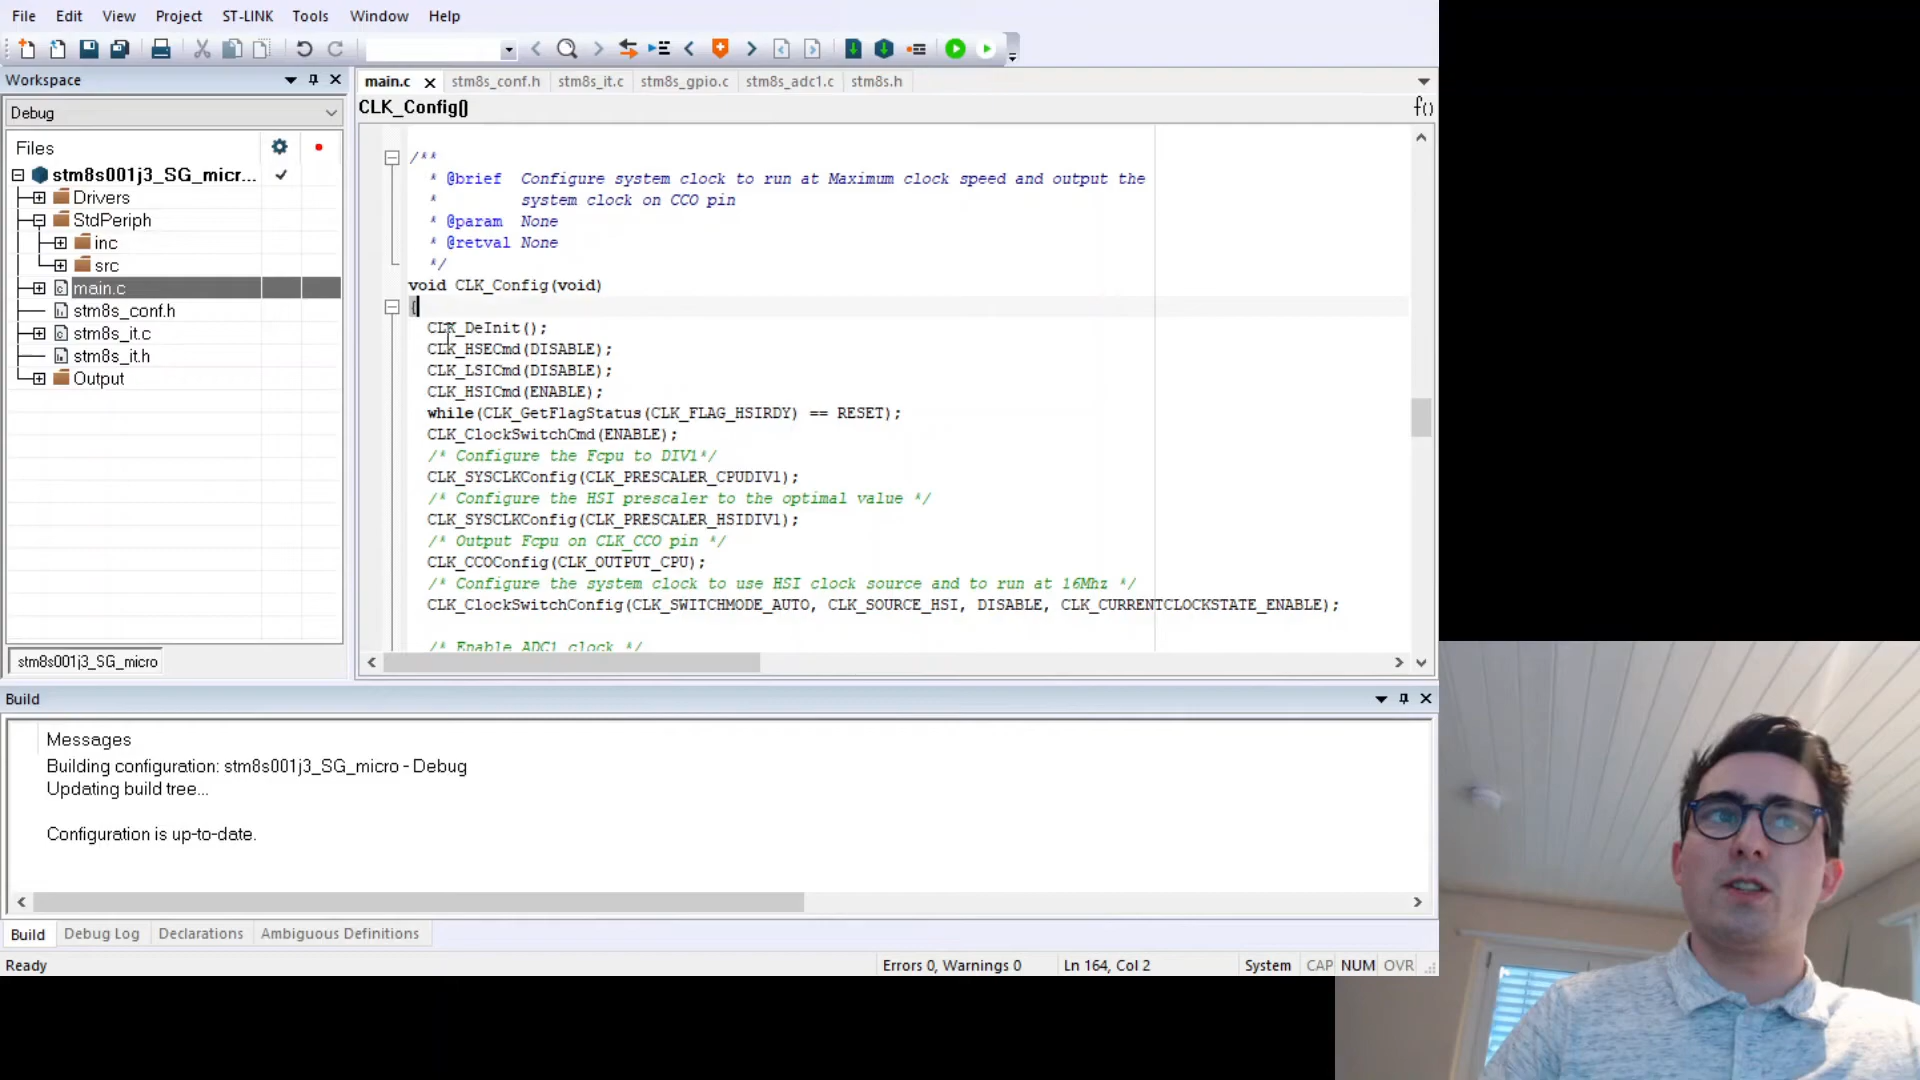 File Edit View Project ST-LINK Tools Window Help
Workspace
Debug
Files
stm8s001j3_SG_micr...
Drivers
StdPeriph
inc
src
main.c
stm8s_conf.h
stm8s_it.c
stm8s_it.h
Output
stm8s001j3_SG_micro
main.c stm8s_conf.h stm8s_it.c stm8s_gpio.c stm8s_adc1.c stm8s.h
CLK_Config()
f()
/**
* @brief Configure system clock to run at Maximum clock speed and output the
* system clock on CCO pin
* @param None
* @retval None
*/
void CLK_Config(void)
{
CLK_DeInit();
CLK_HSECmd(DISABLE);
CLK_LSICmd(DISABLE);
CLK_HSICmd(ENABLE);
while(CLK_GetFlagStatus(CLK_FLAG_HSIRDY) == RESET);
CLK_ClockSwitchCmd(ENABLE);
/* Configure the Fcpu to DIV1*/
CLK_SYSCLKConfig(CLK_PRESCALER_CPUDIV1);
/* Configure the HSI prescaler to the optimal value */
CLK_SYSCLKConfig(CLK_PRESCALER_HSIDIV1);
/* Output Fcpu on CLK_CCO pin */
CLK_CCOConfig(CLK_OUTPUT_CPU);
/* Configure the system clock to use HSI clock source and to run at 16Mhz */
CLK_ClockSwitchConfig(CLK_SWITCHMODE_AUTO, CLK_SOURCE_HSI, DISABLE, CLK_CURRENTCLOCKSTATE_ENABLE);
/* Enable ADC1 clock */
Build
Messages
Building configuration: stm8s001j3_SG_micro - Debug
Updating build tree...
Configuration is up-to-date.
Build Debug Log Declarations Ambiguous Definitions
Ready Errors 0, Warnings 0 Ln 164, Col 2 System CAP NUM OVR